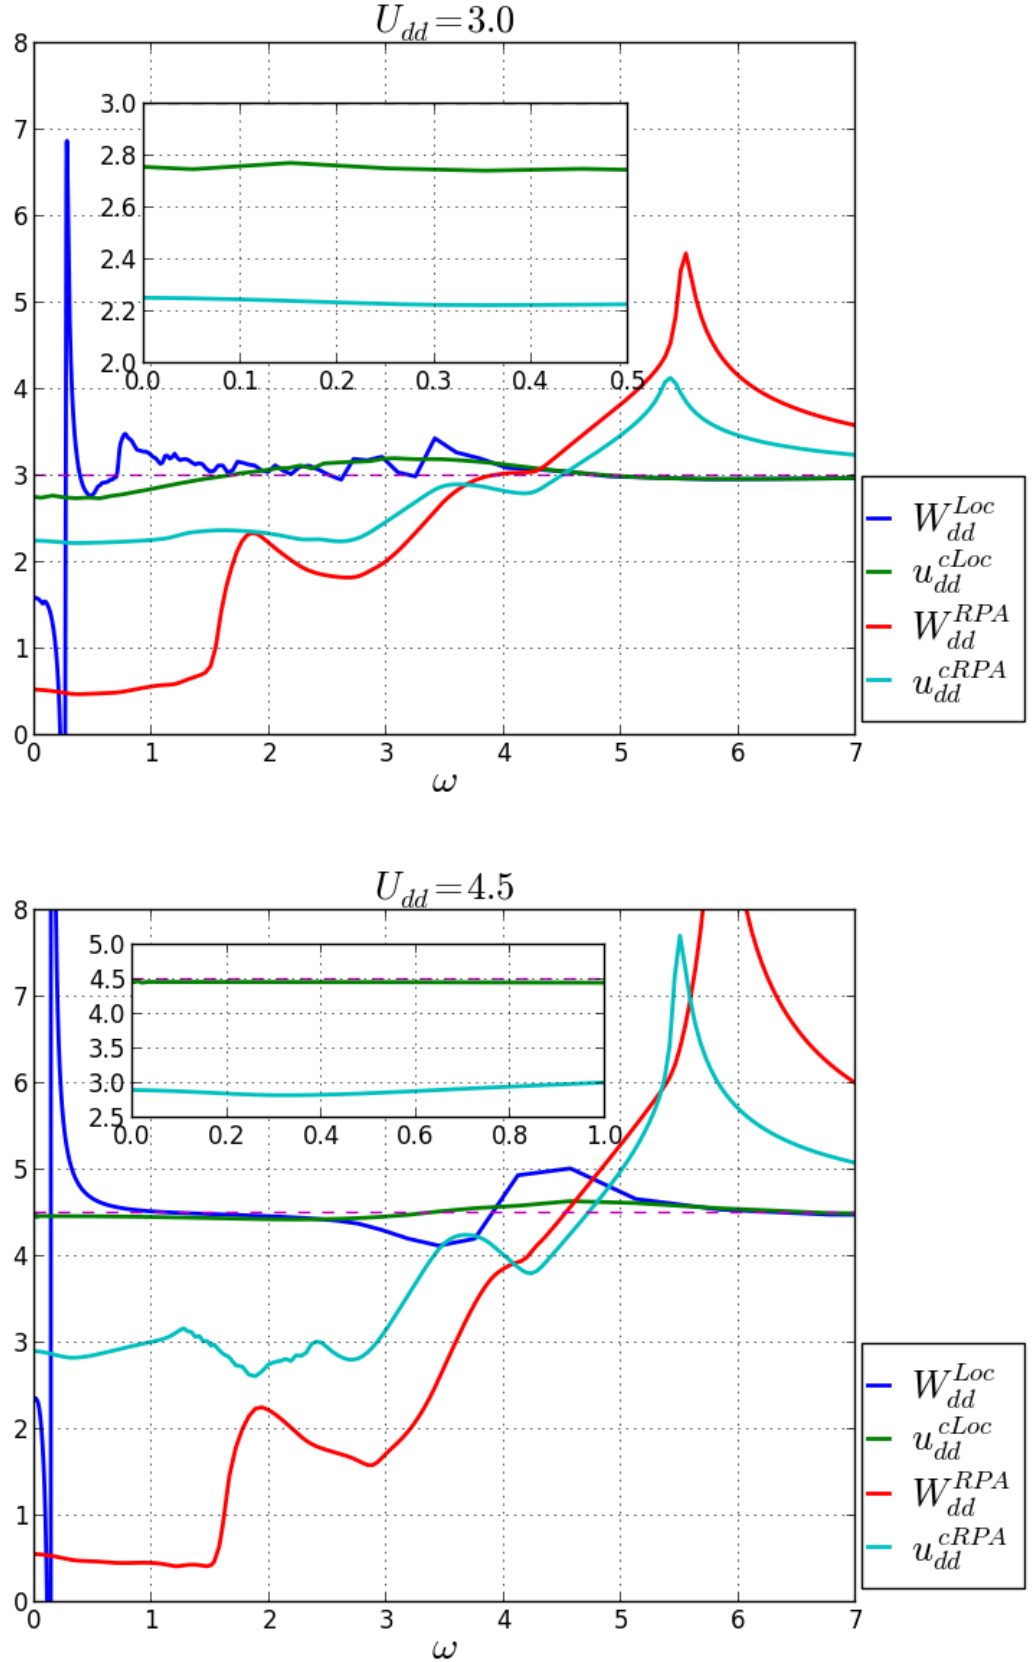 U_dd = 3.0
8
7
6
5
4
3
2
1
0
3.0
2.8
2.6
2.4
2.2
2.0
0.0 0.1 0.2 0.3 0.4 0.5
0 1 2 3 4 5 6 7
ω
W_dd^Loc
u_dd^cLoc
W_dd^RPA
u_dd^cRPA
U_dd = 4.5
8
7
6
5
4
3
2
1
0
5.0
4.5
4.0
3.5
3.0
2.5
0.0 0.2 0.4 0.6 0.8 1.0
0 1 2 3 4 5 6 7
ω
W_dd^Loc
u_dd^cLoc
W_dd^RPA
u_dd^cRPA